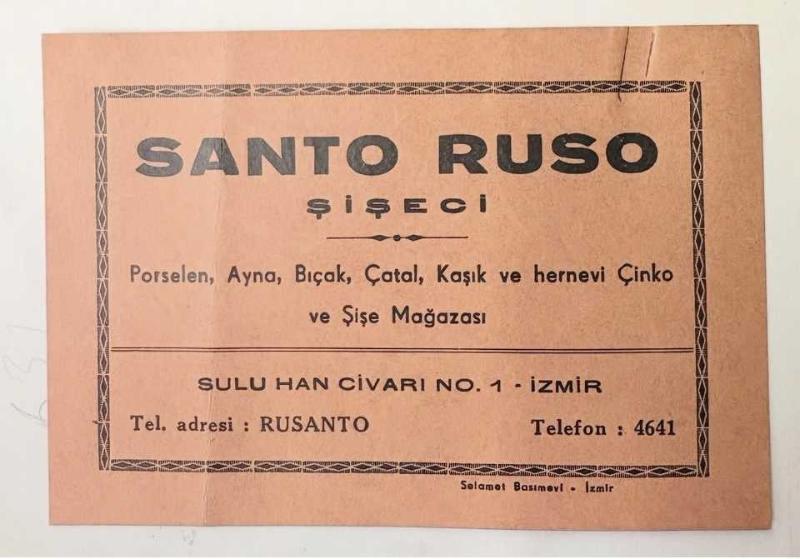 SANTO RUSO
ŞİŞECİ
Porselen, Ayna, Bıçak, Çatal, Kaşık ve hernevi Çinko
ve Şişe Mağazası
SULU HAN CİVARI NO. 1 - İZMİR
Tel. adresi : RUSANTO
Telefon : 4641
Selamet Basımevi - İzmir